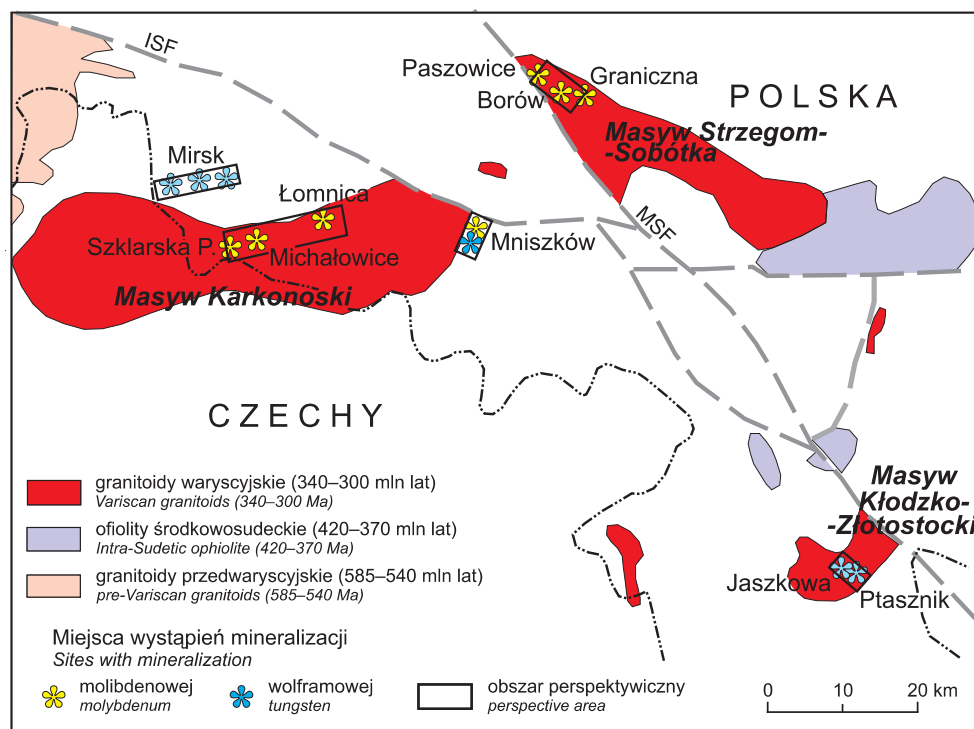 ISF
Paszowice
Graniczna
Borów
POLSKA
Masyw Strzegom-
-Sobótka
Mirsk
Łomnica
MSF
Szklarska P.
Michałowice
Mniszków
Masyw Karkonoski
CZECHY
Masyw
Kłodzko-
-Złotostocki
Jaszkowa
Ptasznik
granitoidy waryscyjskie (340–300 mln lat)
Variscan granitoids (340–300 Ma)
ofiolity środkowosudeckie (420–370 mln lat)
Intra-Sudetic ophiolite (420–370 Ma)
granitoidy przedwaryscyjskie (585–540 mln lat)
pre-Variscan granitoids (585–540 Ma)
Miejsca wystąpień mineralizacji
Sites with mineralization
molibdenowej
molybdenum
wolframowej
tungsten
obszar perspektywiczny
perspective area
0 10 20 km